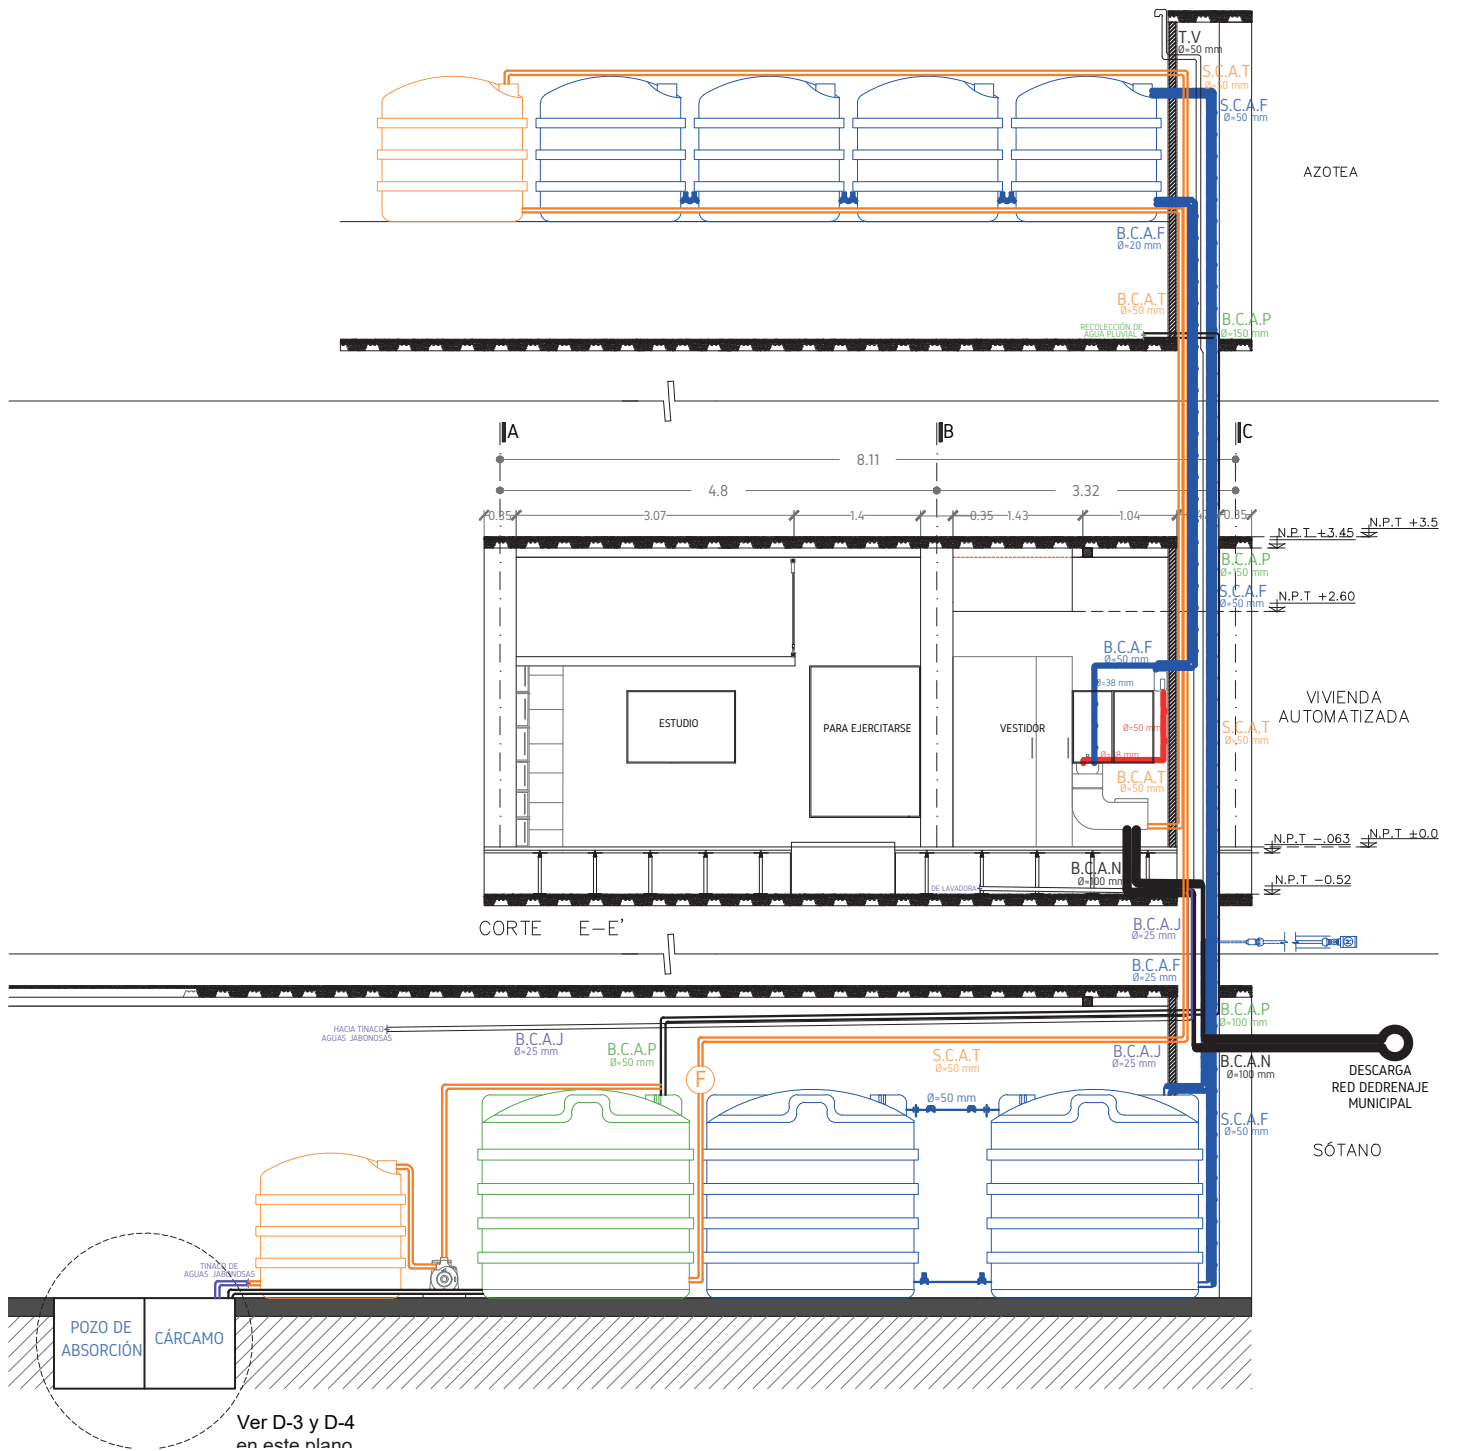 T.V
Ø=50 mm
S.C.A.T
Ø=50 mm
S.C.A.F
Ø=50 mm
AZOTEA
B.C.A.F
Ø=20 mm
B.C.A.T
Ø=50 mm
RECOLECCIÓN DE
AGUA PLUVIAL
B.C.A.P
Ø=150 mm
A
B
C
8.11
4.8
3.32
0.35
3.07
1.4
0.35
1.43
1.04
0.35
N.P.T +3.5
N.P.T +3.45
B.C.A.P
Ø=150 mm
S.C.A.F
Ø=50 mm
N.P.T +2.60
B.C.A.F
Ø=50 mm
Ø=38 mm
ESTUDIO
PARA EJERCITARSE
VESTIDOR
Ø=50 mm
Ø=38 mm
VIVIENDA
AUTOMATIZADA
S.C.A.T
Ø=50 mm
B.C.A.T
Ø=50 mm
N.P.T -.063
N.P.T ±0.0
B.C.A.N
Ø=100 mm
DE LAVADORA
N.P.T -0.52
CORTE E-E'
B.C.A.J
Ø=25 mm
B.C.A.F
Ø=25 mm
HACIA TINACO
AGUAS JABONOSAS
B.C.A.J
Ø=25 mm
B.C.A.P
Ø=50 mm
S.C.A.T
Ø=50 mm
B.C.A.J
Ø=25 mm
B.C.A.P
Ø=100 mm
B.C.A.N
Ø=100 mm
DESCARGA
RED DEDRENAJE
MUNICIPAL
F
Ø=50 mm
S.C.A.F
Ø=50 mm
SÓTANO
TINACO DE
AGUAS JABONOSAS
POZO DE
ABSORCIÓN
CÁRCAMO
Ver D-3 y D-4
en este plano